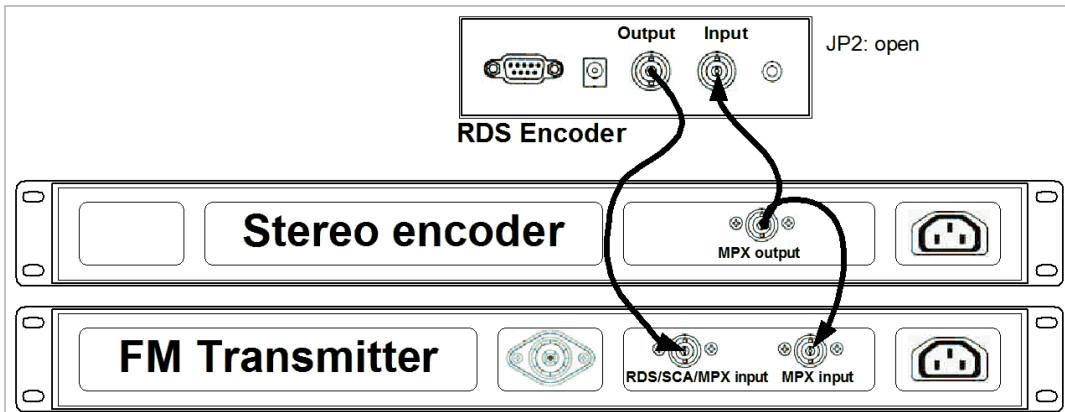 Output
Input
JP2: open
RDS Encoder
Stereo encoder
MPX output
FM Transmitter
RDS/SCA/MPX input
MPX input